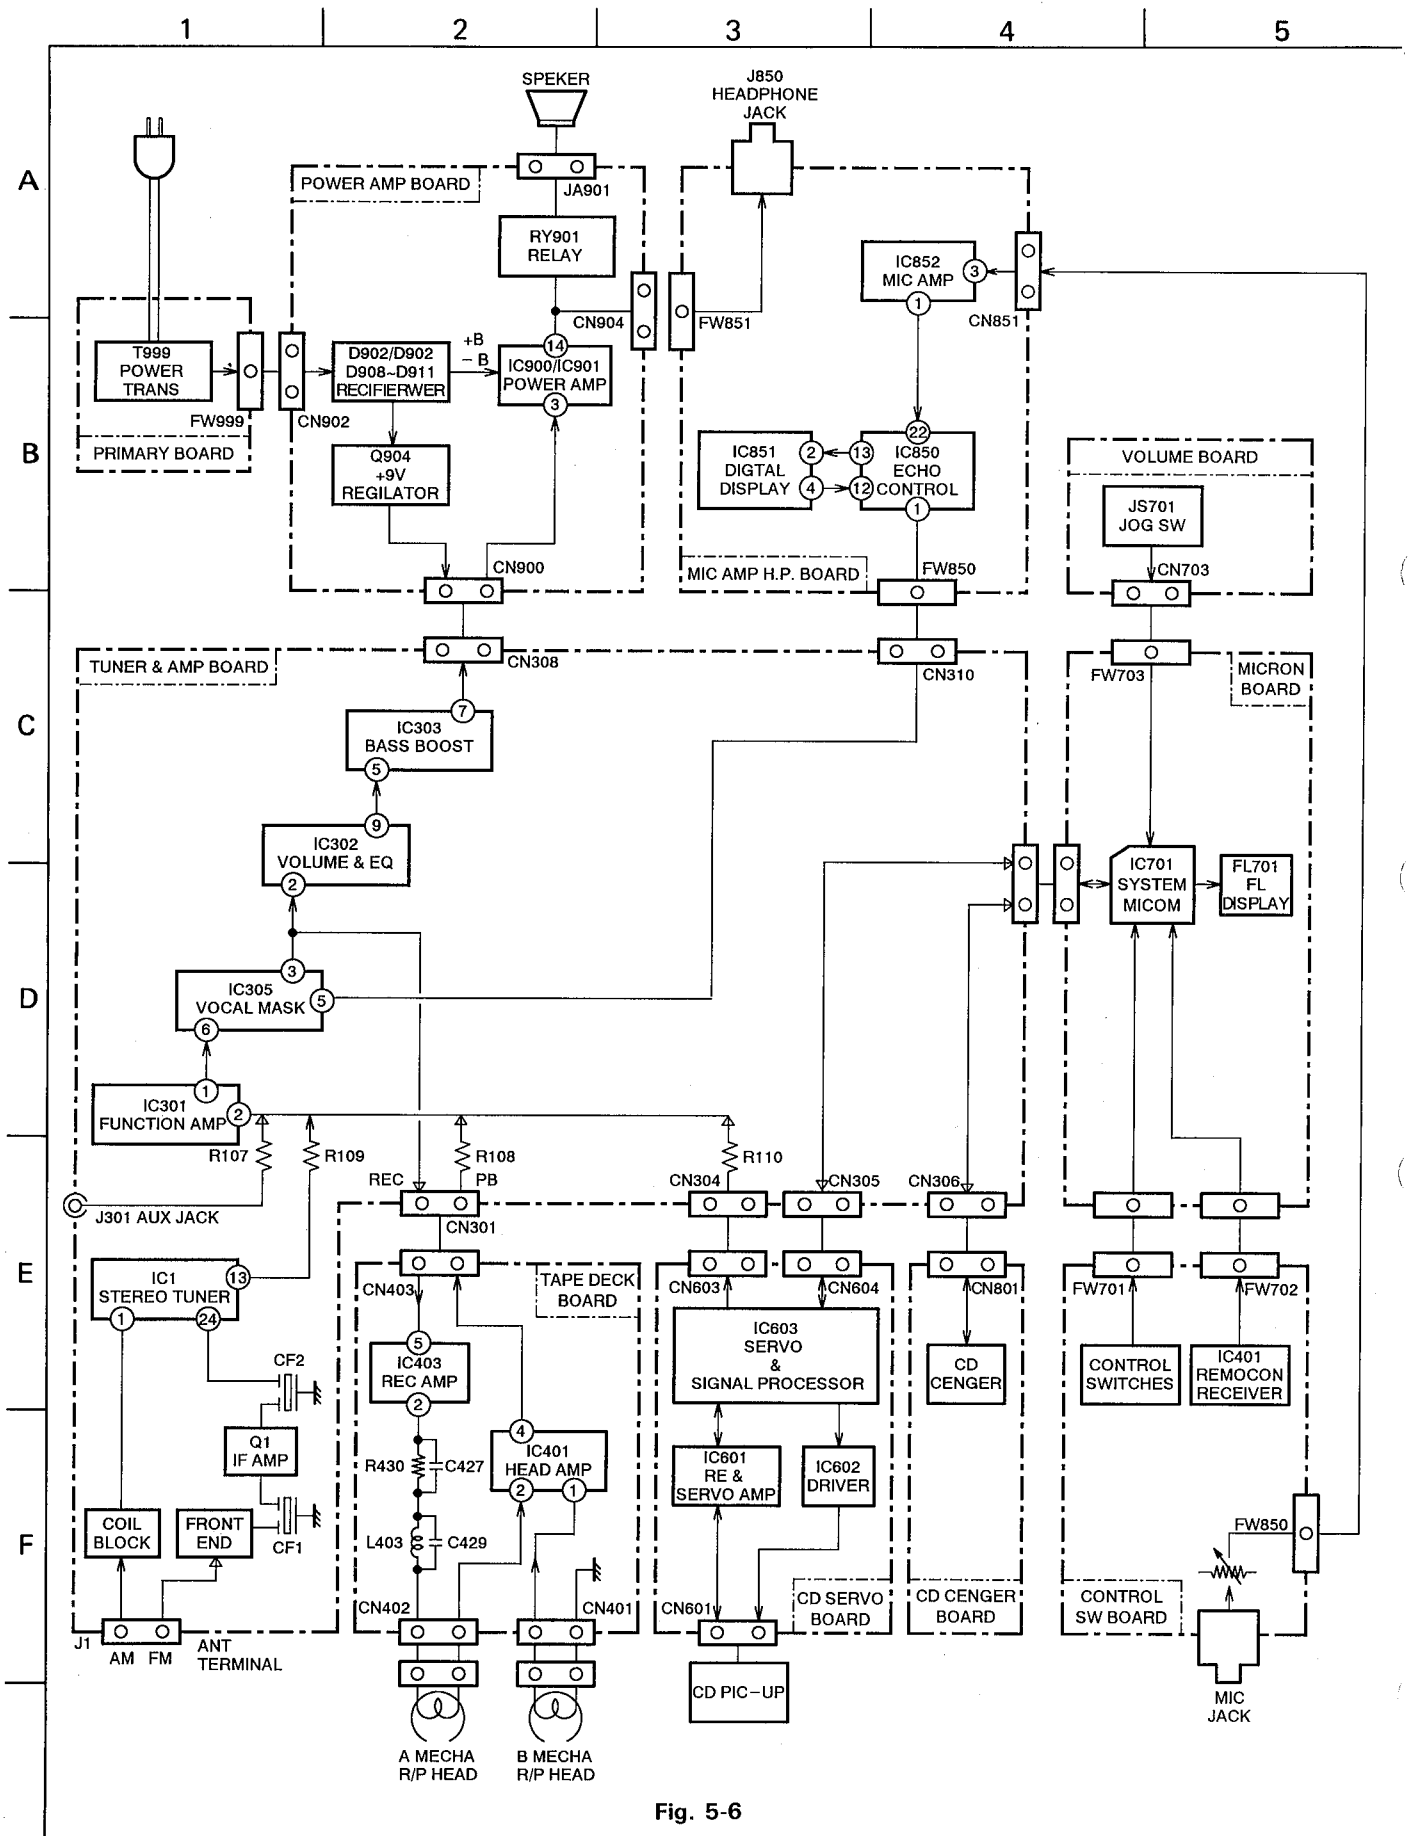 1 2 3 4 5
A
B
C
D
E
F
SPEKER
J850
HEADPHONE
JACK
POWER AMP BOARD
JA901
RY901
RELAY
CN904
FW851
IC852
MIC AMP
3
1
CN851
T999
POWER
TRANS
FW999
PRIMARY BOARD
CN902
D902/D902
D908~D911
RECIFIERWER
+B
– B
14
IC900/IC901
POWER AMP
3
Q904
+9V
REGILATOR
CN900
IC851
DIGTAL
DISPLAY
2
4
13
12
22
IC850
ECHO
CONTROL
1
MIC AMP H.P. BOARD
FW850
VOLUME BOARD
JS701
JOG SW
CN703
TUNER & AMP BOARD
CN308
CN310
FW703
MICRON
BOARD
7
IC303
BASS BOOST
5
9
IC302
VOLUME & EQ
2
IC701
SYSTEM
MICOM
FL701
FL
DISPLAY
3
IC305
VOCAL MASK
5
6
1
IC301
FUNCTION AMP
2
R107
R109
R108
R110
REC
PB
CN304
CN305
CN306
J301 AUX JACK
CN301
IC1
STEREO TUNER
13
1
24
CN403
TAPE DECK
BOARD
CN603
CN604
CN801
FW701
FW702
5
IC403
REC AMP
2
IC603
SERVO
&
SIGNAL PROCESSOR
CD
CENGER
CONTROL
SWITCHES
IC401
REMOCON
RECEIVER
CF2
Q1
IF AMP
CF1
R430
C427
4
IC401
HEAD AMP
2
1
IC601
RE &
SERVO AMP
IC602
DRIVER
COIL
BLOCK
FRONT
END
L403
C429
FW850
CN402
CN401
CN601
CD SERVO
BOARD
CD CENGER
BOARD
CONTROL
SW BOARD
J1
AM
FM
ANT
TERMINAL
CD PIC–UP
MIC
JACK
A MECHA
R/P HEAD
B MECHA
R/P HEAD
Fig. 5-6